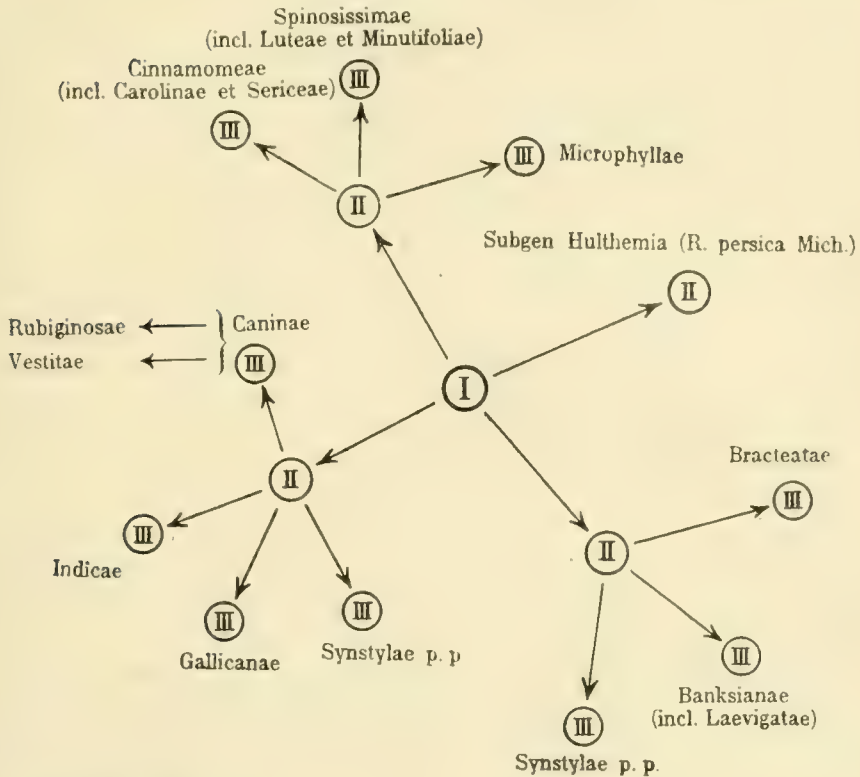 Spinosissimae
(incl. Luteae et Minutifoliae)
Cinnamomeae
(incl. Carolinae et Sericeae)
III
III
III Microphyllae
II
Subgen Hulthemia (R. persica Mich.)
II
Rubiginosae
Caninae
Vestitae
III
I
Bracteatae
II
III
III
II
Indicae
III
III
Gallicanae
Synstylae p. p
III
Banksianae
(incl. Laevigatae)
III
Synstylae p. p.